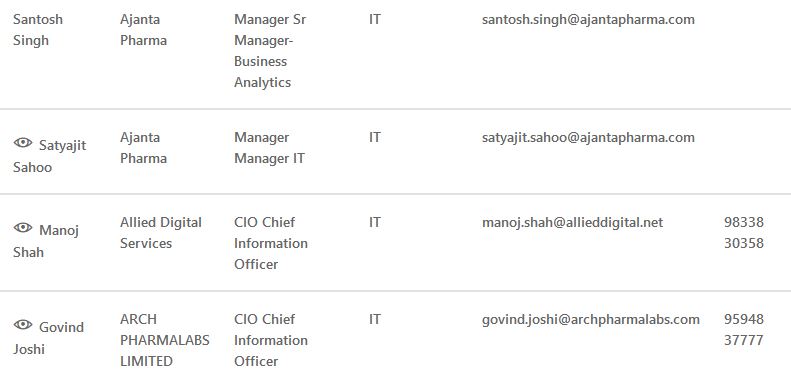 Santosh Singh
Ajanta Pharma
Manager Sr Manager-Business Analytics
IT
santosh.singh@ajantapharma.com
Satyajit Sahoo
Ajanta Pharma
Manager Manager IT
IT
satyajit.sahoo@ajantapharma.com
Manoj Shah
Allied Digital Services
CIO Chief Information Officer
IT
manoj.shah@allieddigital.net
98338 30358
Govind Joshi
ARCH PHARMALABS LIMITED
CIO Chief Information Officer
IT
govind.joshi@archpharmalabs.com
95948 37777